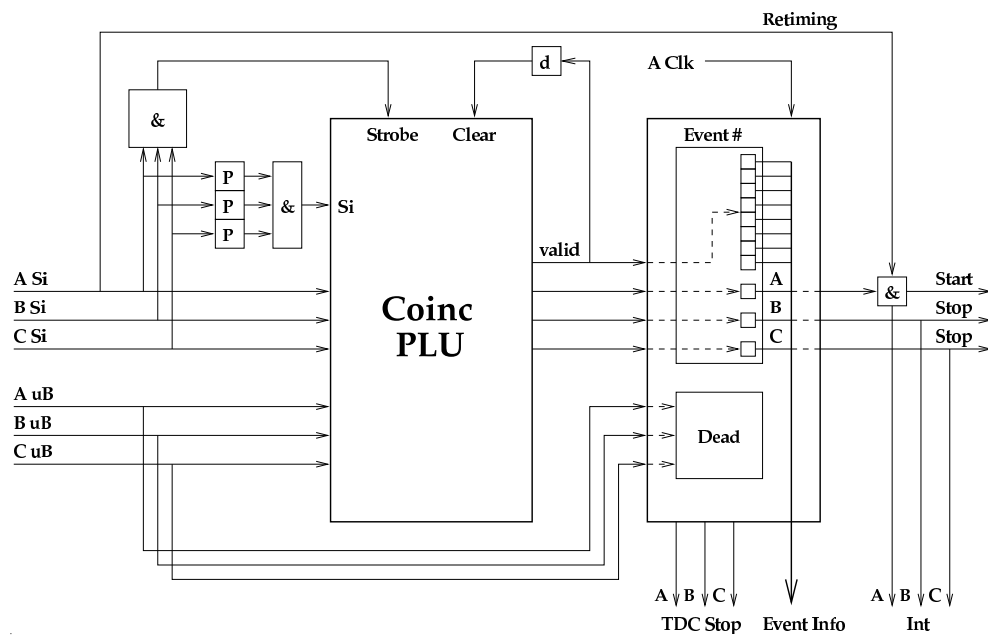 Retiming
d
A Clk
&
Strobe
Clear
Event #
P
P
&
Si
P
valid
A Si
A
&
Start
B Si
B
Stop
C Si
C
Stop
Coinc
PLU
A uB
B uB
C uB
Dead
A B C
A B C
TDC Stop
Event Info
Int